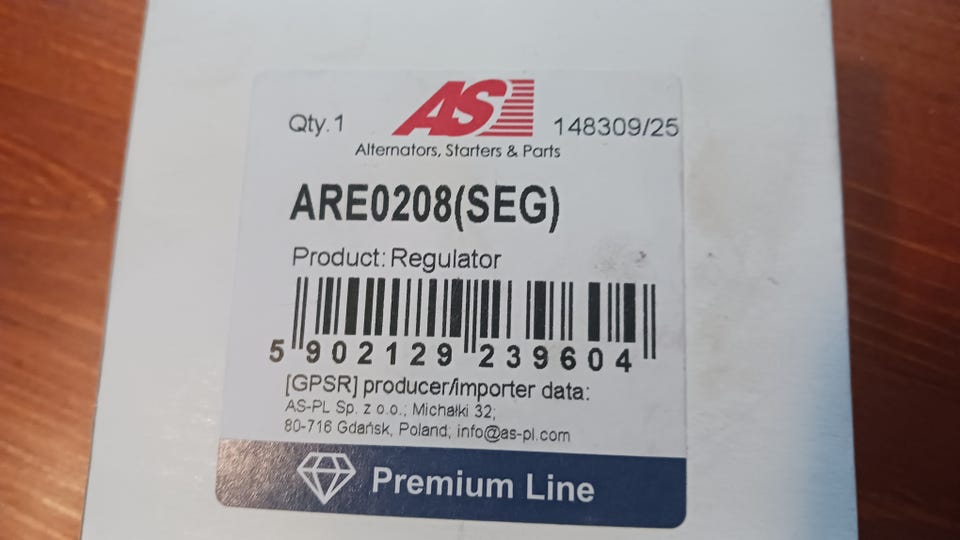 Qty.1
AS
148309/25
Alternators, Starters & Parts
ARE0208(SEG)
Product: Regulator
5 902129 239604
[GPSR] producer/importer data:
AS-PL Sp. z o.o.; Michałki 32;
80-716 Gdańsk, Poland; info@as-pl.com
Premium Line